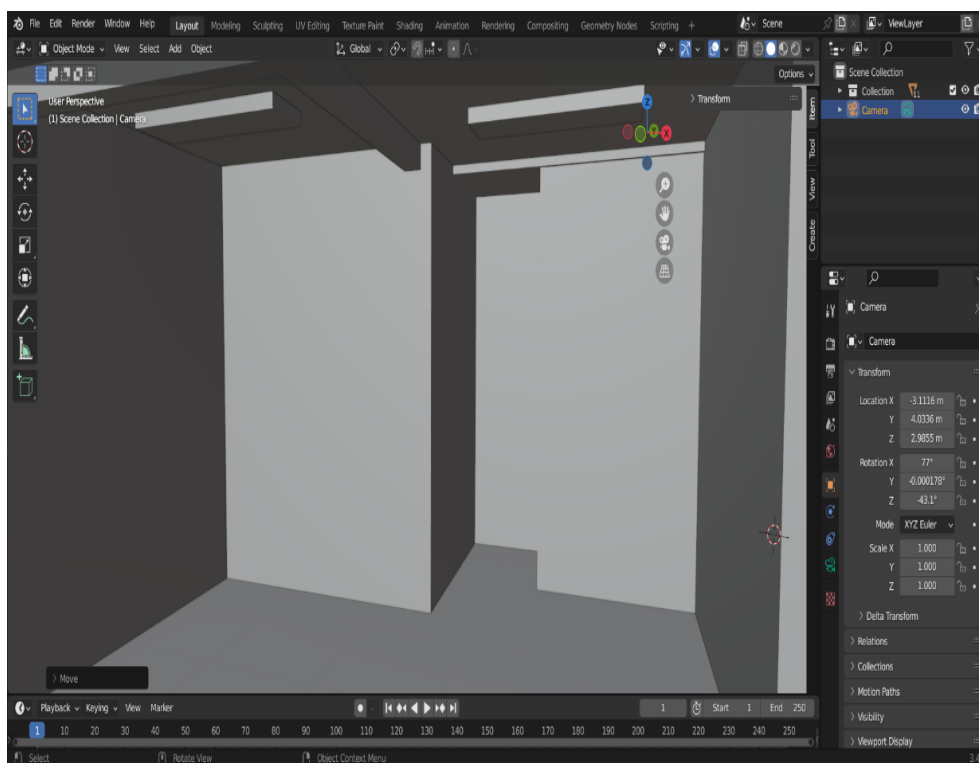 File Edit Render Window Help Layout Modeling Sculpting UV Editing Texture Paint Shading Animation Rendering Compositing Geometry Nodes Scripting + Scene ViewLayer
Object Mode View Select Add Object Global
Options
User Perspective
(1) Scene Collection | Camera
Transform
Z
Y
X
Item
Tool
View
Create
Move
Scene Collection
Collection 11
Camera
Camera
Camera
Transform
Location X -3.1116 m
Y 4.0336 m
Z 2.9855 m
Rotation X 77°
Y -0.000178°
Z -43.1°
Mode XYZ Euler
Scale X 1.000
Y 1.000
Z 1.000
Delta Transform
Relations
Collections
Motion Paths
Visibility
Viewport Display
Playback Keying View Marker 1 Start 1 End 250
1 10 20 30 40 50 60 70 80 90 100 110 120 130 140 150 160 170 180 190 200 210 220 230 240 250
Select Rotate View Object Context Menu